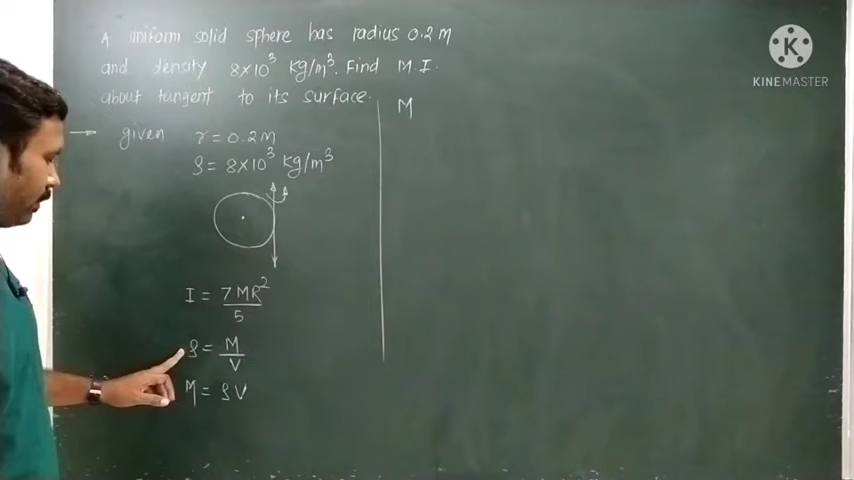 A uniform solid sphere has radius 0.2 M
and density 8×10³ kg/m³. Find M.I.
about tangent to its surface.
→ given r = 0.2 M
ρ = 8×10³ kg/m³
I = 7MR²/5
ρ = M/V
M = ρV
M
K
KINEMASTER